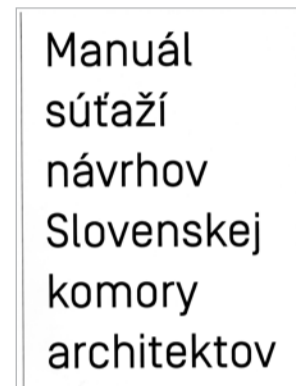 Manuál
súťaží
návrhov
Slovenskej
komory
architektov